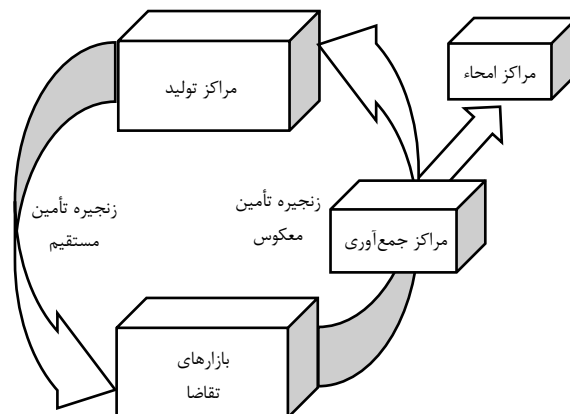 مراکز امحاء
مراکز تولید
زنجیره تأمین
معکوس
زنجیره تأمین
مستقیم
مراکز جمع‌آوری
بازارهای
تقاضا